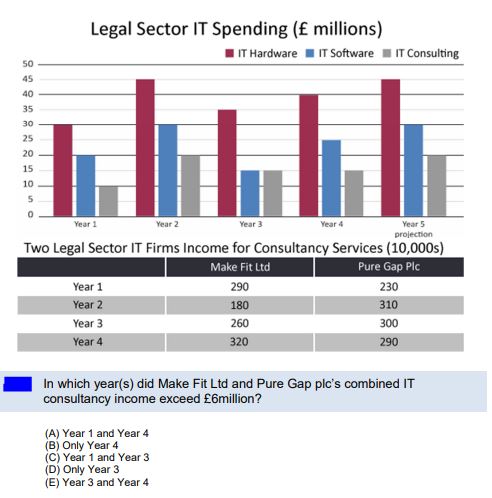 Legal Sector IT Spending (£ millions)
IT Hardware IT Software IT Consulting
50
45
40
35
30
25
20
15
10
5
0
Year 1 Year 2 Year 3 Year 4 Year 5
projection
Two Legal Sector IT Firms Income for Consultancy Services (10,000s)
Make Fit Ltd Pure Gap Plc
Year 1 290 230
Year 2 180 310
Year 3 260 300
Year 4 320 290
In which year(s) did Make Fit Ltd and Pure Gap plc's combined IT
consultancy income exceed £6million?
(A) Year 1 and Year 4
(B) Only Year 4
(C) Year 1 and Year 3
(D) Only Year 3
(E) Year 3 and Year 4